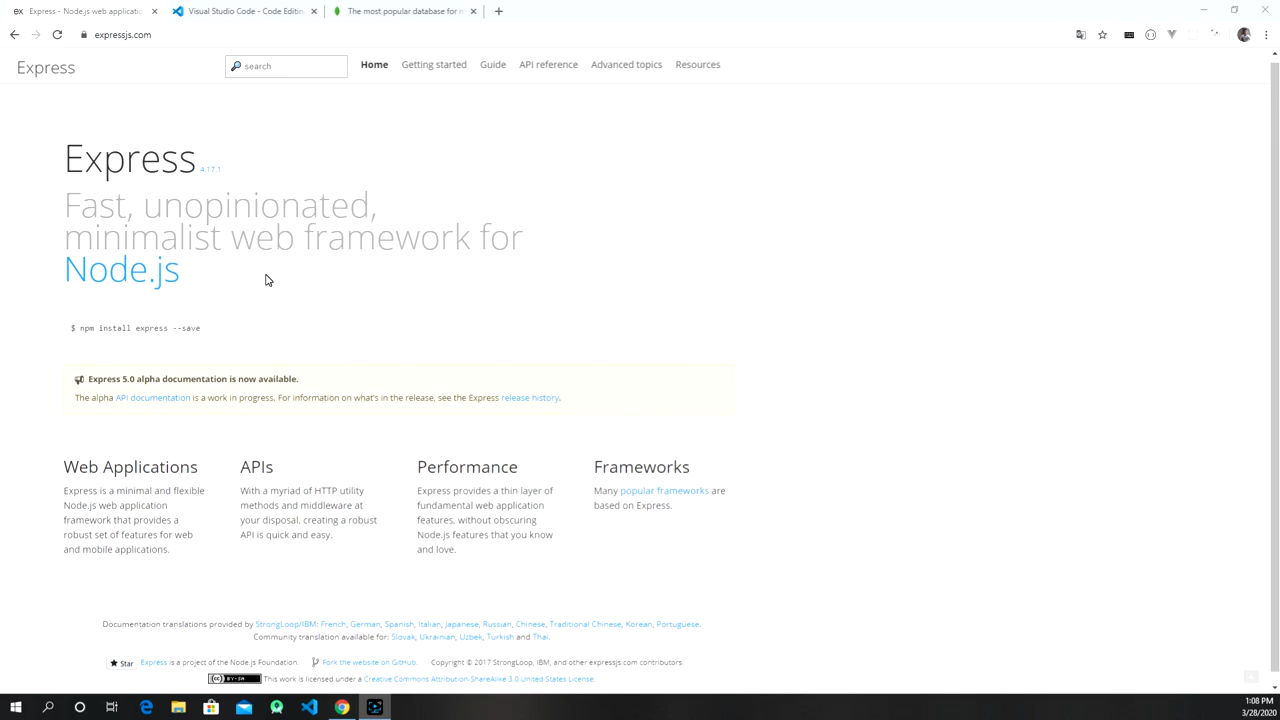 Express - Node.js web applicatic
Visual Studio Code - Code Editing
The most popular database for m
expressjs.com
Express
search
Home
Getting started
Guide
API reference
Advanced topics
Resources
Express 4.17.1
Fast, unopinionated,
minimalist web framework for
Node.js
$ npm install express --save
Express 5.0 alpha documentation is now available.
The alpha API documentation is a work in progress. For information on what's in the release, see the Express release history.
Web Applications
Express is a minimal and flexible
Node.js web application
framework that provides a
robust set of features for web
and mobile applications.
APIs
With a myriad of HTTP utility
methods and middleware at
your disposal, creating a robust
API is quick and easy.
Performance
Express provides a thin layer of
fundamental web application
features, without obscuring
Node.js features that you know
and love.
Frameworks
Many popular frameworks are
based on Express.
Documentation translations provided by StrongLoop/IBM: French, German, Spanish, Italian, Japanese, Russian, Chinese, Traditional Chinese, Korean, Portuguese.
Community translation available for: Slovak, Ukrainian, Uzbek, Turkish and Thai.
Star
Express is a project of the Node.js Foundation.
Fork the website on GitHub.
Copyright © 2017 StrongLoop, IBM, and other expressjs.com contributors.
CC BY-SA This work is licensed under a Creative Commons Attribution-ShareAlike 3.0 United States License.
1:08 PM
3/28/2020